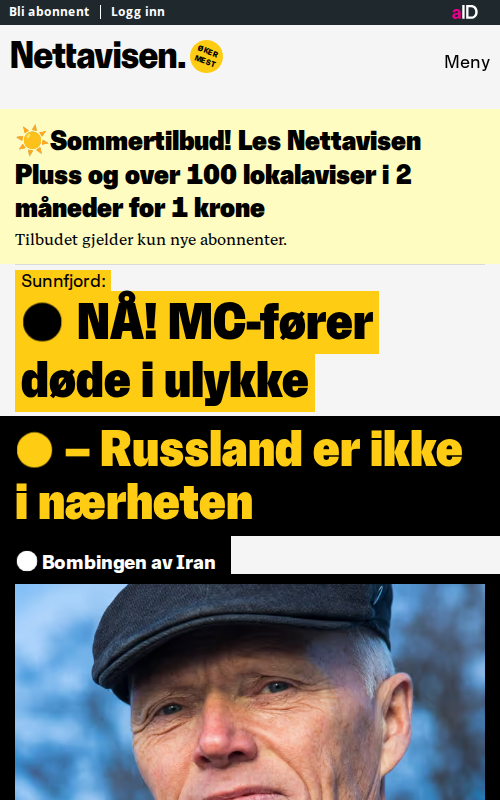 Bli abonnent | Logg inn
aID
Nettavisen.
ØKER
MEST
Meny
☀️Sommertilbud! Les Nettavisen
Pluss og over 100 lokalaviser i 2
måneder for 1 krone
Tilbudet gjelder kun nye abonnenter.
Sunnfjord:
NÅ! MC-fører
døde i ulykke
– Russland er ikke
i nærheten
Bombingen av Iran